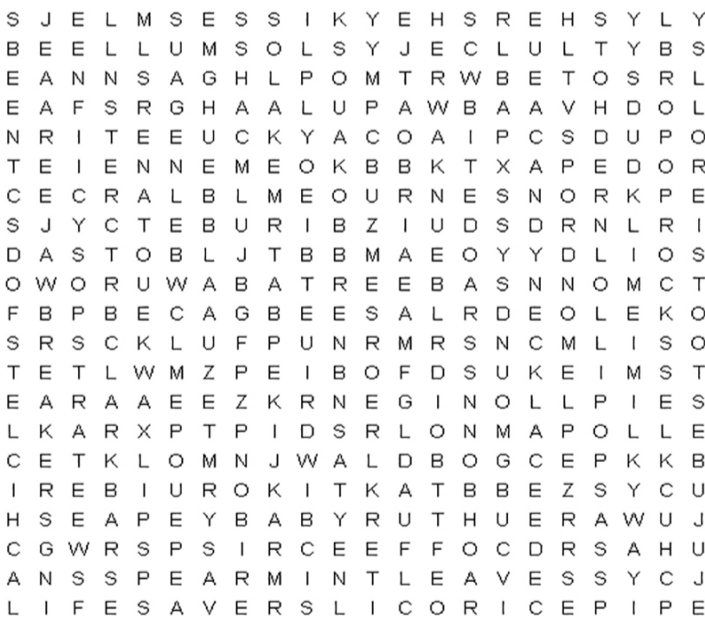 S J E L M S E S S I K Y E H S R E H S Y L Y
B E E L L U M S O L S Y J E C L U L T Y B S
E A N N S A G H L P O M T R W B E T O S R L
E A F S R G H A A L U P A W B A A V H D O L
N R I T E E U C K Y A C O A I P C S D U P O
T E I E N N E M E O K B B K T X A P E D O R
C E C R A L B L M E O U R N E S N O R K P E
S J Y C T E B U R I B Z I U D S D R N L R I
D A S T O B L J T B B M A E O Y Y D L I O S
O W O R U W A B A T R E E B A S N N O M C T
F B P B E C A G B E E S A L R D E O L E K O
S R S C K L U F P U N R M R S N C M L I S O
T E T L W M Z P E I B O F D S U K E I M S T
E A R A A E E Z K R N E G I N O L L P I E S
L K A R X P T P I D S R L O N M A P O L L E
C E T K L O M N J W A L D B O G C E P K K B
I R E B I U R O K I T K A T B B E Z S Y C U
H S E A P E Y B A B Y R U T H U E R A W U J
C G W R S P S I R C E E F F O C D R S A H U
A N S S P E A R M I N T L E A V E S S Y C J
L I F E S A V E R S L I C O R I C E P I P E